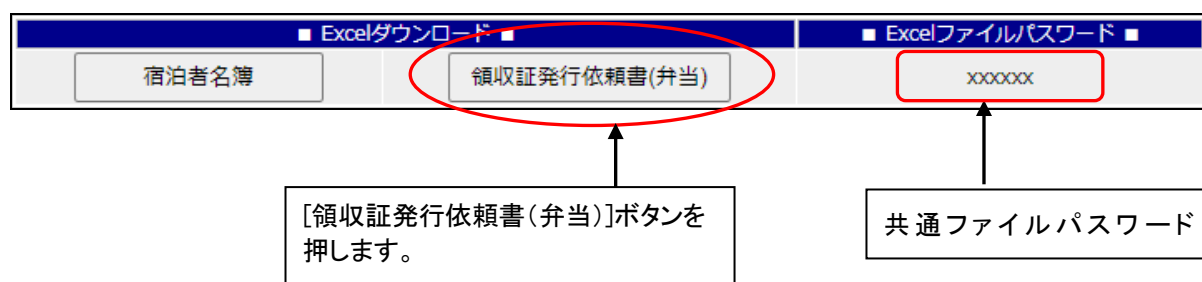 ■ Excelダウンロード ■ ■ Excelファイルパスワード ■
宿泊者名簿 領収証発行依頼書(弁当) xxxxxx
[領収証発行依頼書(弁当)]ボタンを
押します。
共通ファイルパスワード